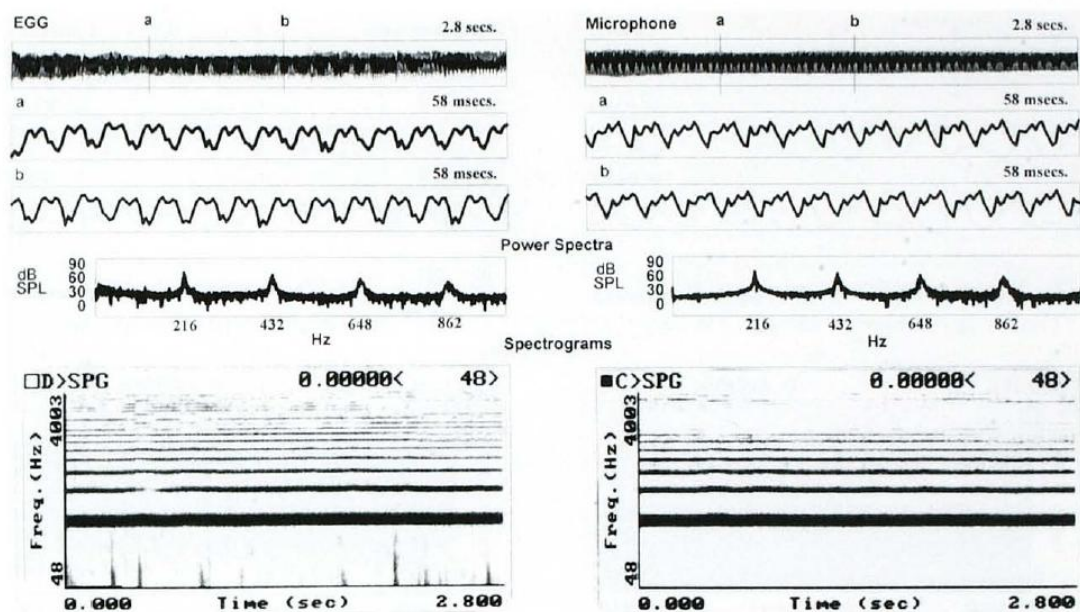 EGG a b 2.8 secs.
a 58 msecs.
b 58 msecs.
Microphone a b 2.8 secs.
a 58 msecs.
b 58 msecs.
Power Spectra
dB SPL 90 60 30 0
216 432 648 862
Hz
dB SPL 90 60 30 0
216 432 648 862
Hz
Spectrograms
□D>SPG 0.00000< 48>
Freq. (Hz) 48 4003
0.000 Time (sec) 2.800
■C>SPG 0.00000< 48>
Freq. (Hz) 48 4003
0.000 Time (sec) 2.800